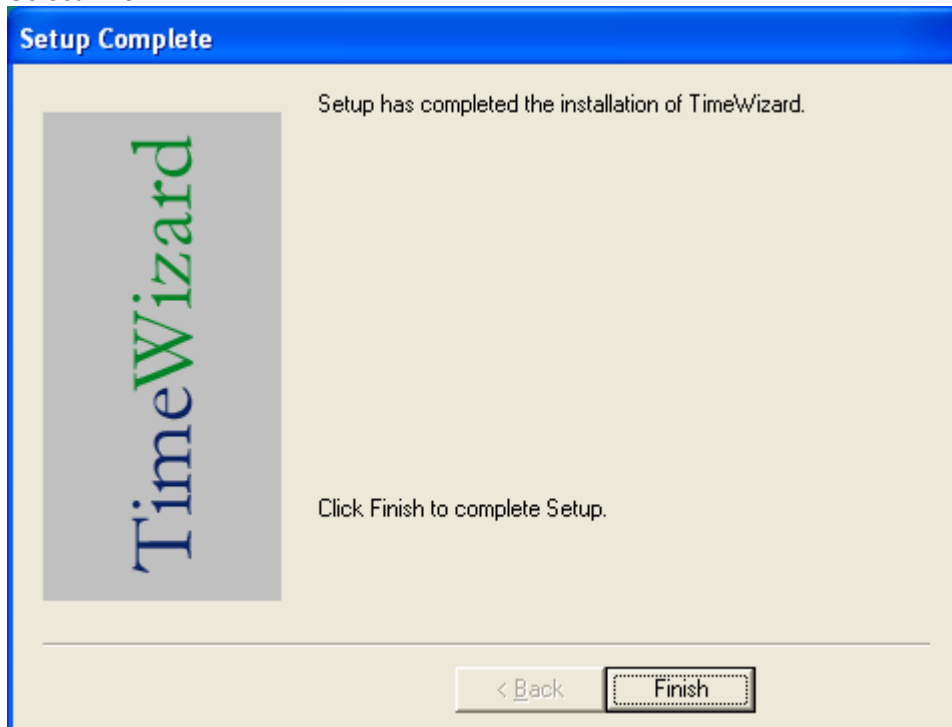 Setup Complete
Setup has completed the installation of TimeWizard.
TimeWizard
Click Finish to complete Setup.
< Back
Finish